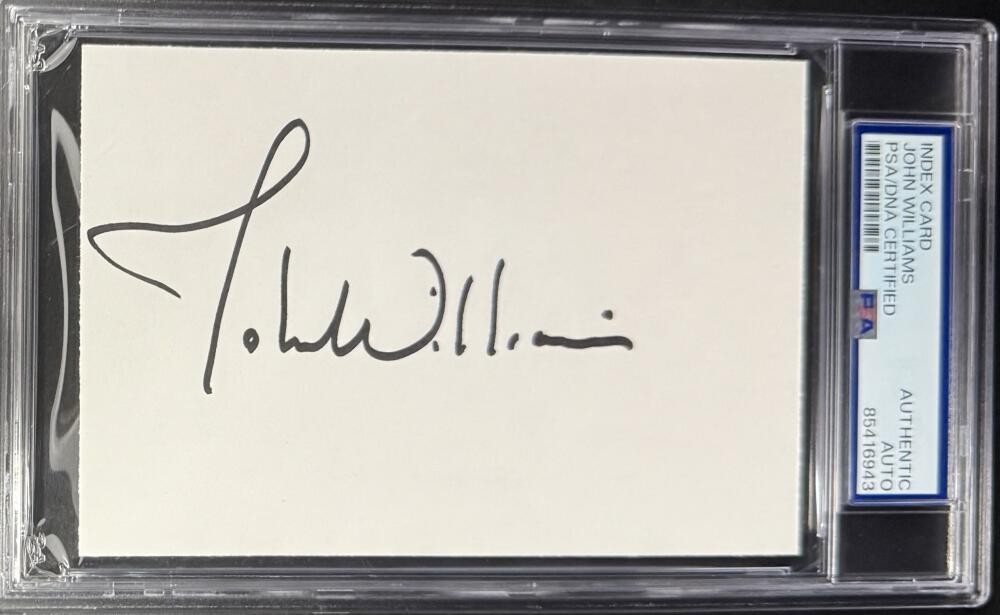 John Williams
INDEX CARD
JOHN WILLIAMS
PSA/DNA CERTIFIED
PSA
AUTHENTIC
AUTO
85416943